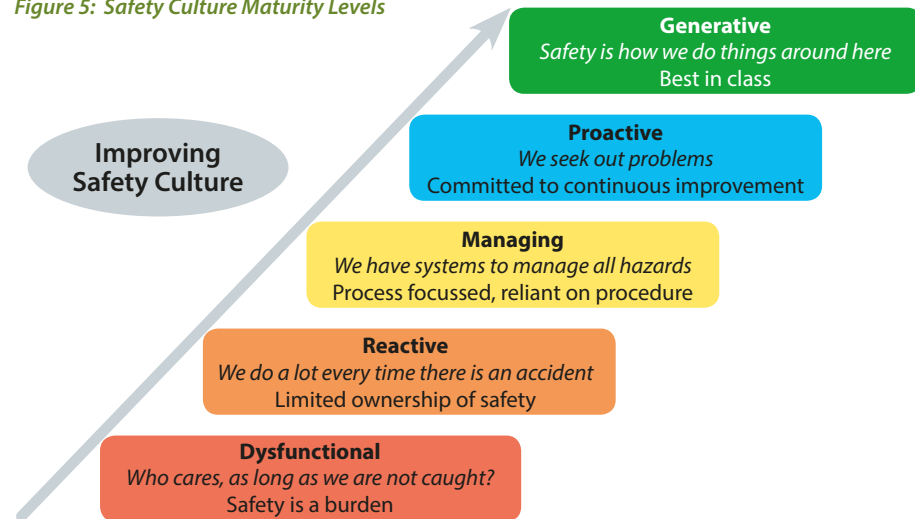 Figure 5: Safety Culture Maturity Levels
Generative
Safety is how we do things around here
Best in class
Proactive
We seek out problems
Committed to continuous improvement
Improving
Safety Culture
Managing
We have systems to manage all hazards
Process focussed, reliant on procedure
Reactive
We do a lot every time there is an accident
Limited ownership of safety
Dysfunctional
Who cares, as long as we are not caught?
Safety is a burden